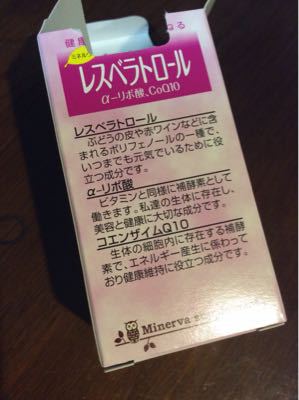 健康
ねる
ミネル
レスベラトロール
α-リポ酸、CoQ10
レスベラトロール
ぶどうの皮や赤ワインなどに含
まれるポリフェノールの一種で、
いつまでも元気でいるために役
立つ成分です。
α-リポ酸
ビタミンと同様に補酵素として
働きます。私達の生体に存在し、
美容と健康に大切な成分です。
コエンザイムQ10
生体の細胞内に存在する補酵
素で、エネルギー産生に係わって
おり健康維持に役立つ成分です。
Minerva